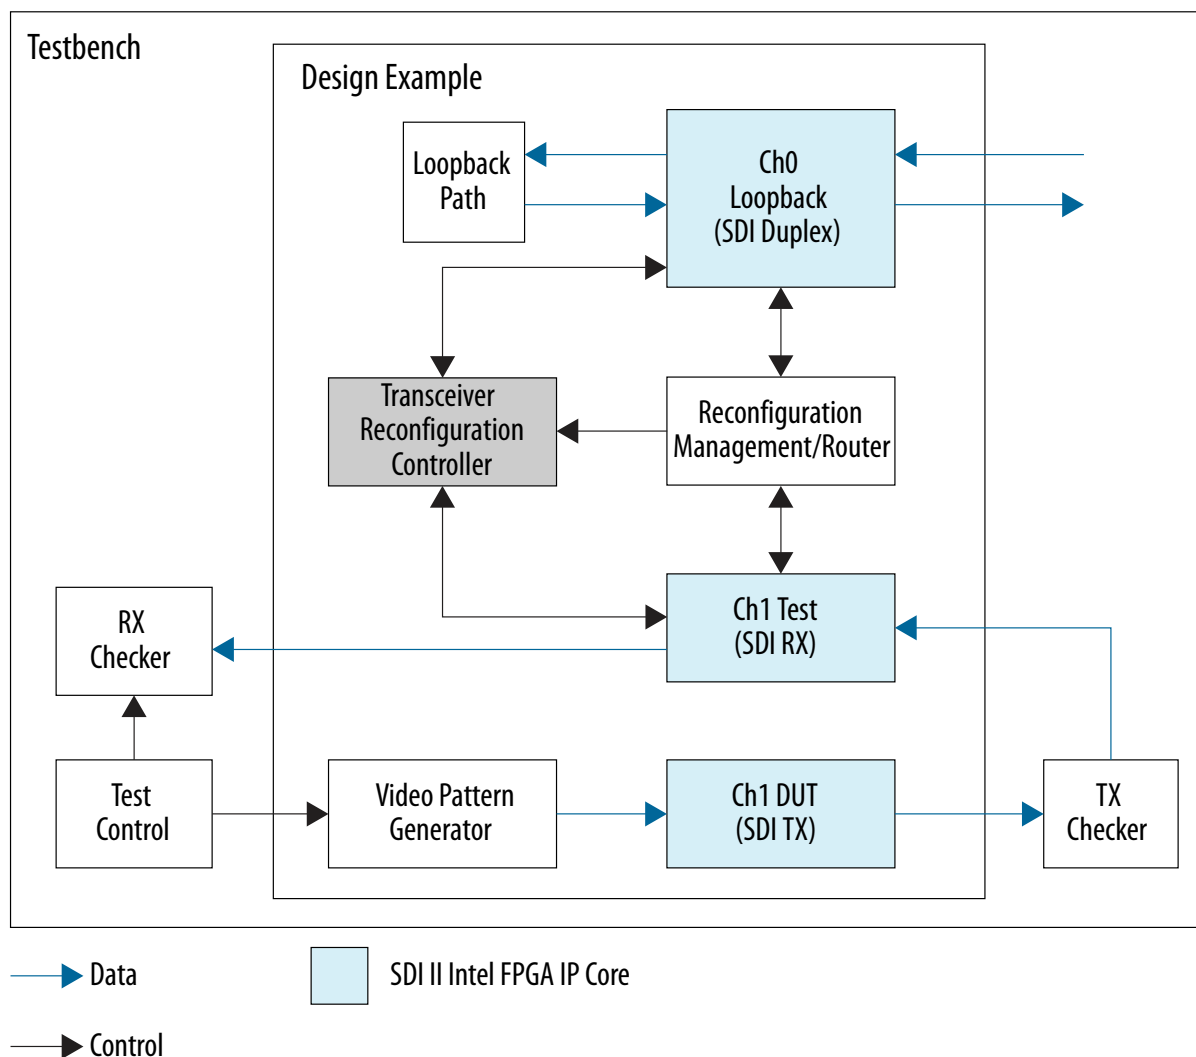 Testbench
Design Example
Loopback
Path
Ch0
Loopback
(SDI Duplex)
Transceiver
Reconfiguration
Controller
Reconfiguration
Management/Router
RX
Checker
Ch1 Test
(SDI RX)
Test
Control
Video Pattern
Generator
Ch1 DUT
(SDI TX)
TX
Checker
Data
SDI II Intel FPGA IP Core
Control